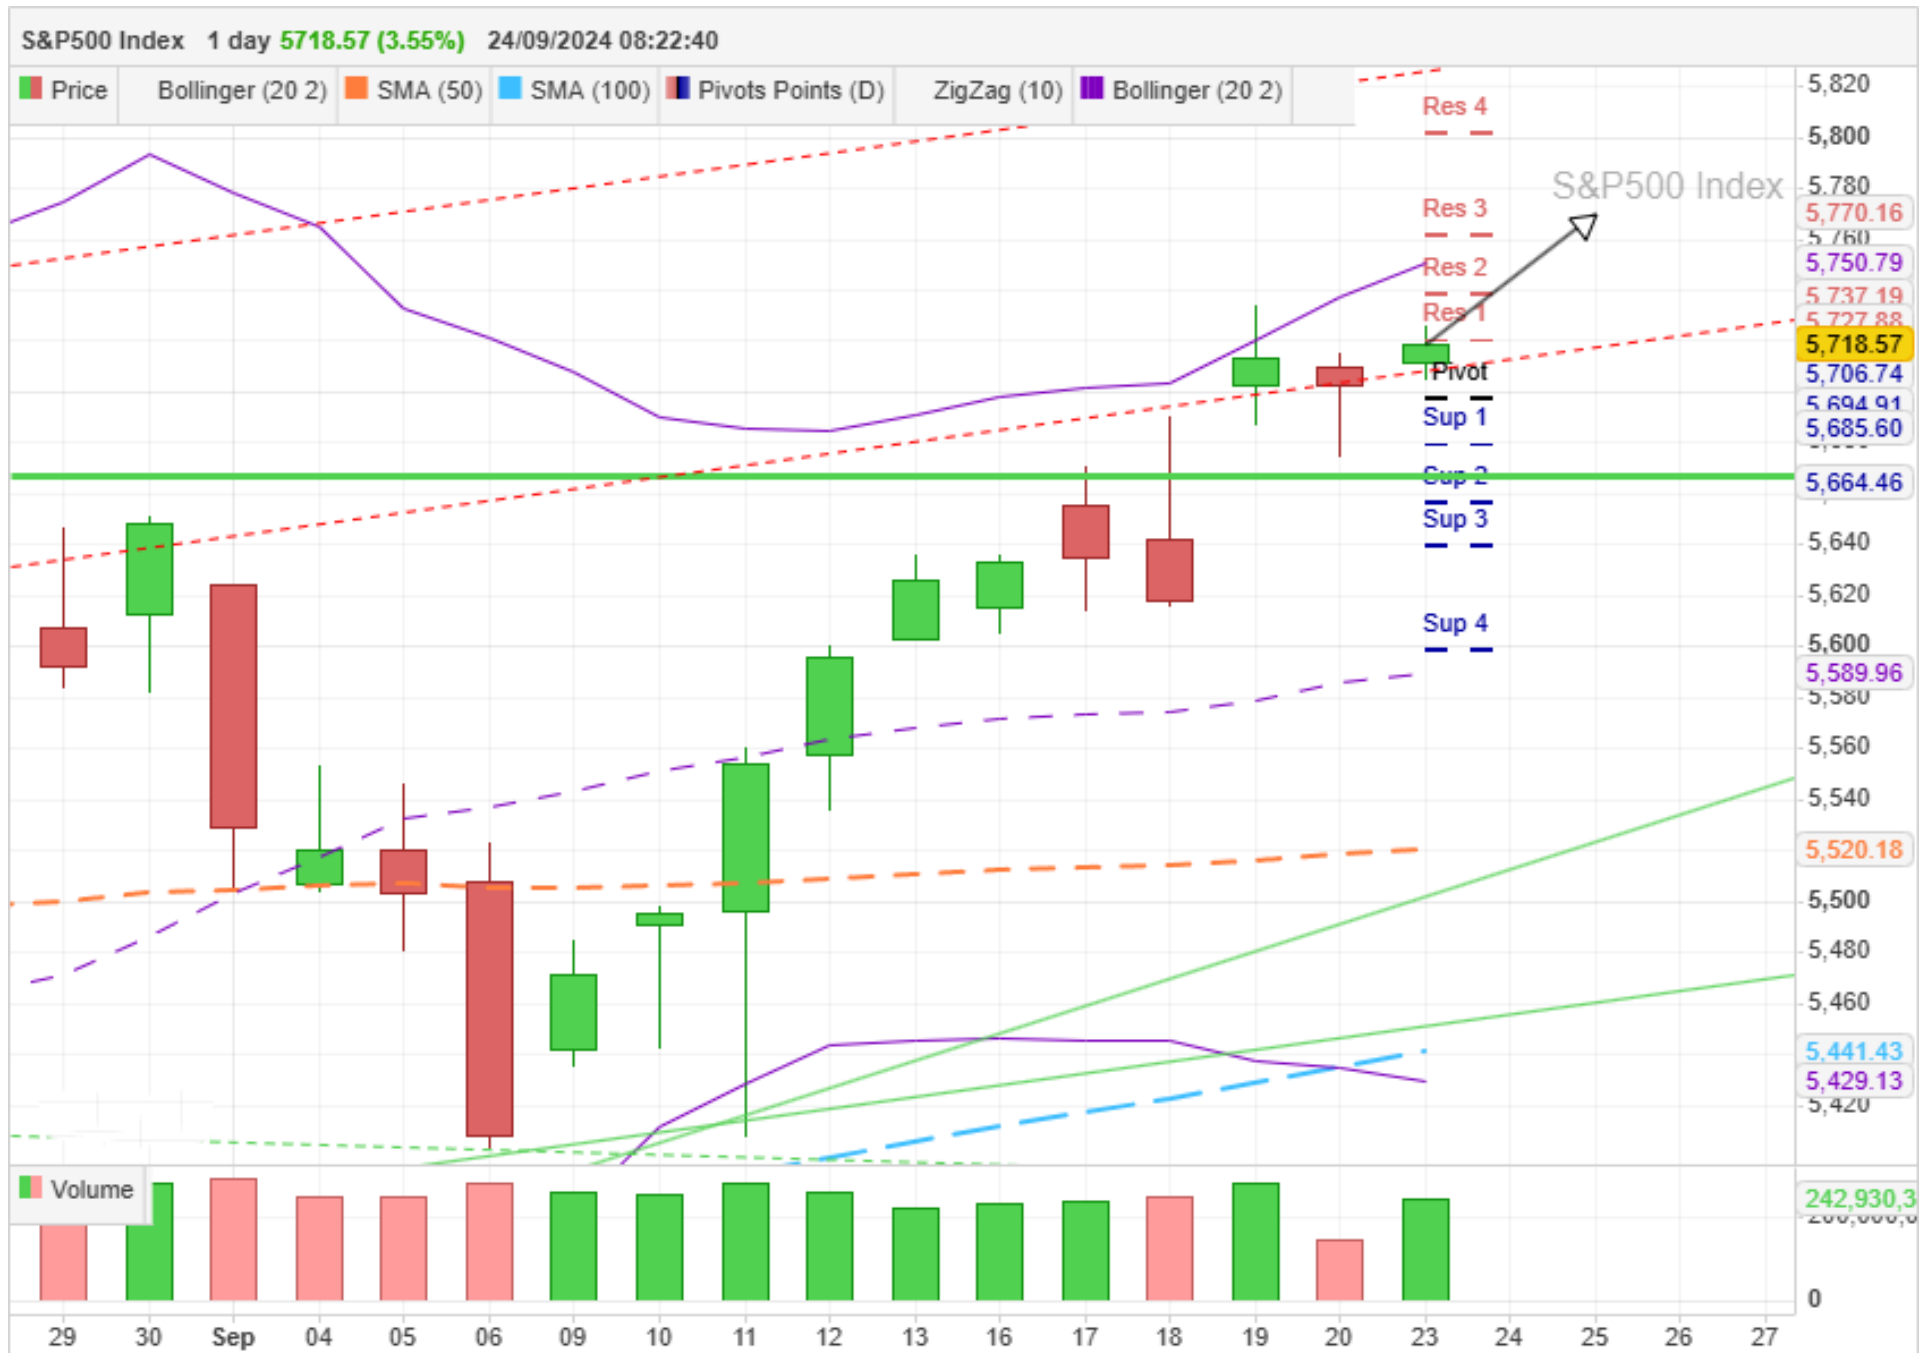 S&P500 Index 1 day 5718.57 (3.55%) 24/09/2024 08:22:40
Price Bollinger (20 2) SMA (50) SMA (100) Pivots Points (D) ZigZag (10) Bollinger (20 2)
5,820
Res 4
5,800
S&P500 Index
5,780
Res 3
5,770.16
5,760
5,750.79
Res 2
5,737.19
Res 1
5,727.88
5,718.57
Pivot
5,706.74
5,694.91
Sup 1
5,685.60
Sup 2
5,664.46
Sup 3
5,640
5,620
Sup 4
5,600
5,589.96
5,580
5,560
5,540
5,520.18
5,500
5,480
5,460
5,441.43
5,429.13
5,420
Volume
242,930,3
0
29 30 Sep 04 05 06 09 10 11 12 13 16 17 18 19 20 23 24 25 26 27